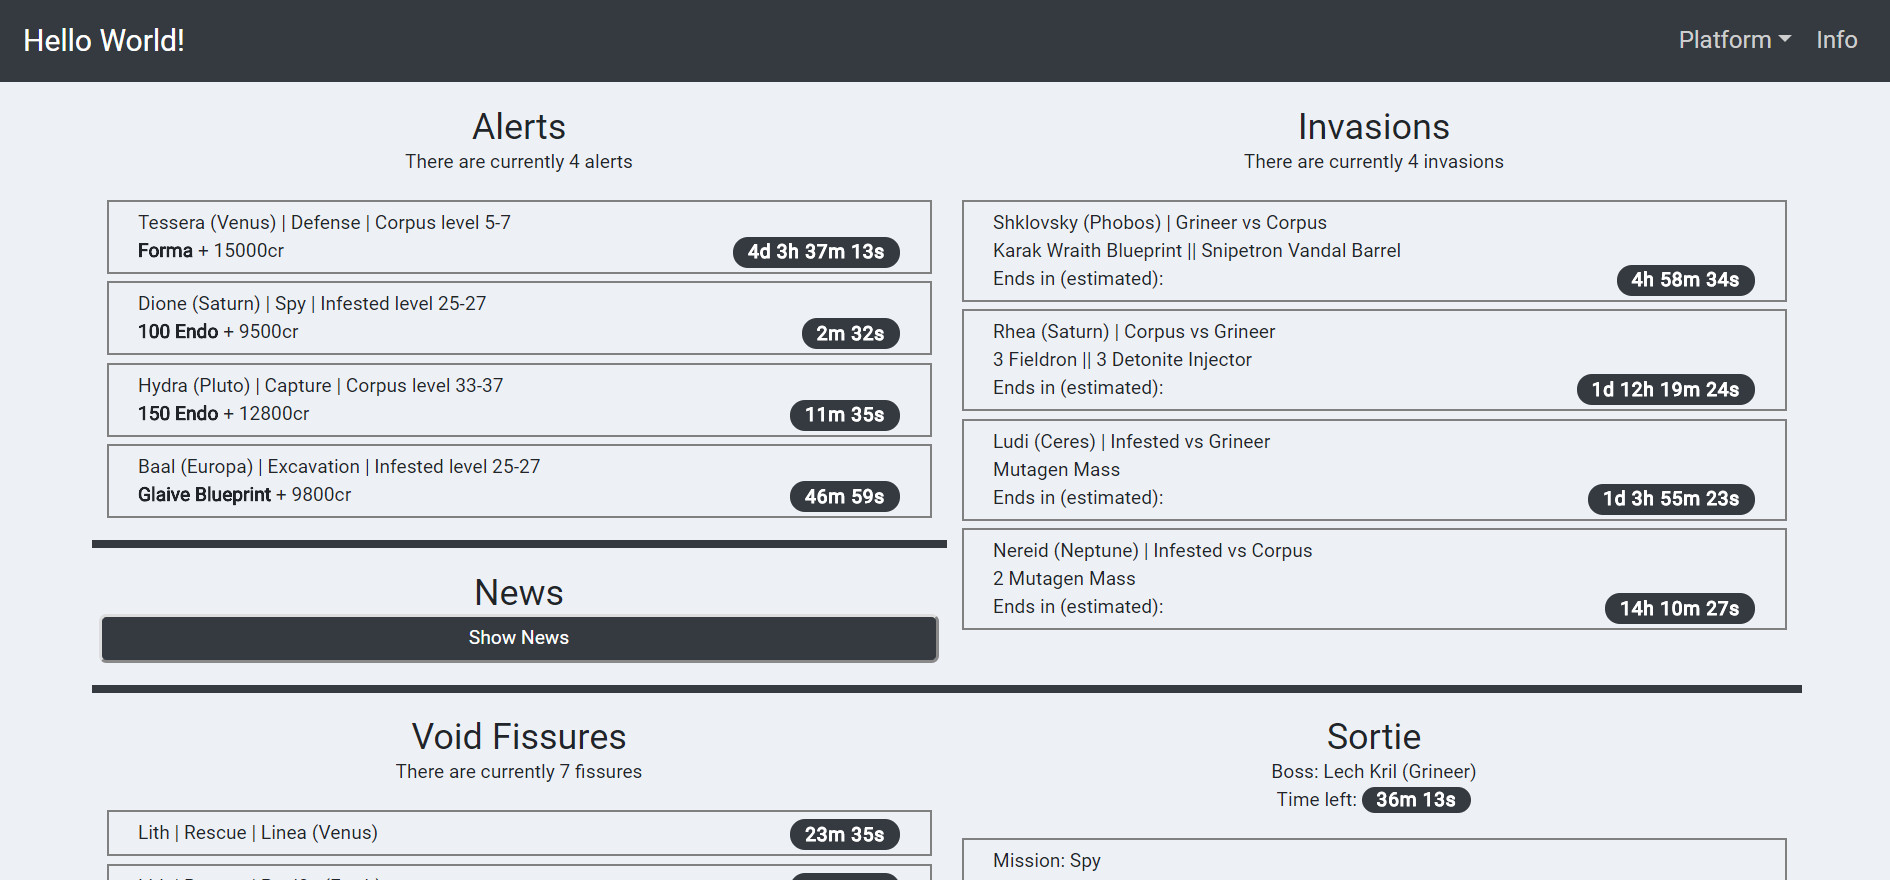 Hello World!
Platform
Info
Alerts
There are currently 4 alerts
Tessera (Venus) | Defense | Corpus level 5-7
Forma + 15000cr
4d 3h 37m 13s
Dione (Saturn) | Spy | Infested level 25-27
100 Endo + 9500cr
2m 32s
Hydra (Pluto) | Capture | Corpus level 33-37
150 Endo + 12800cr
11m 35s
Baal (Europa) | Excavation | Infested level 25-27
Glaive Blueprint + 9800cr
46m 59s
News
Show News
Invasions
There are currently 4 invasions
Shklovsky (Phobos) | Grineer vs Corpus
Karak Wraith Blueprint || Snipetron Vandal Barrel
Ends in (estimated):
4h 58m 34s
Rhea (Saturn) | Corpus vs Grineer
3 Fieldron || 3 Detonite Injector
Ends in (estimated):
1d 12h 19m 24s
Ludi (Ceres) | Infested vs Grineer
Mutagen Mass
Ends in (estimated):
1d 3h 55m 23s
Nereid (Neptune) | Infested vs Corpus
2 Mutagen Mass
Ends in (estimated):
14h 10m 27s
Void Fissures
There are currently 7 fissures
Lith | Rescue | Linea (Venus)
23m 35s
Sortie
Boss: Lech Kril (Grineer)
Time left: 36m 13s
Mission: Spy